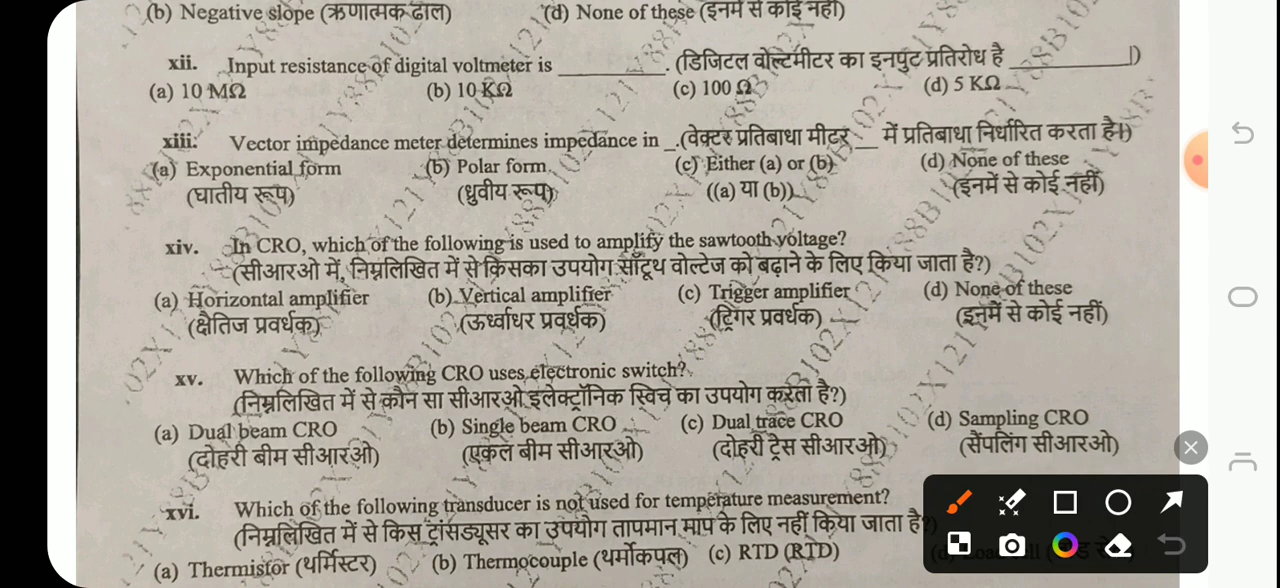 (b) Negative slope (ऋणात्मक ढाल) (d) None of these (इनमें से कोई नहीं)
xii. Input resistance of digital voltmeter is ________. (डिजिटल वोल्टमीटर का इनपुट प्रतिरोध है ________।)
(a) 10 MΩ (b) 10 KΩ (c) 100 Ω (d) 5 KΩ
xiii. Vector impedance meter determines impedance in _.(वेक्टर प्रतिबाधा मीटर __ में प्रतिबाधा निर्धारित करता है।)
(a) Exponential form (b) Polar form (c) Either (a) or (b) (d) None of these
(घातीय रूप) (ध्रुवीय रूप) ((a) या (b)) (इनमें से कोई नहीं)
xiv. In CRO, which of the following is used to amplify the sawtooth voltage?
(सीआरओ में, निम्नलिखित में से किसका उपयोग सॉटूथ वोल्टेज को बढ़ाने के लिए किया जाता है?)
(a) Horizontal amplifier (b) Vertical amplifier (c) Trigger amplifier (d) None of these
(क्षैतिज प्रवर्धक) (ऊर्ध्वाधर प्रवर्धक) (ट्रिगर प्रवर्धक) (इनमें से कोई नहीं)
xv. Which of the following CRO uses electronic switch?
(निम्नलिखित में से कौन सा सीआरओ इलेक्ट्रॉनिक स्विच का उपयोग करता है?)
(a) Dual beam CRO (b) Single beam CRO (c) Dual trace CRO (d) Sampling CRO
(दोहरी बीम सीआरओ) (एकल बीम सीआरओ) (दोहरी ट्रेस सीआरओ) (सैंपलिंग सीआरओ)
xvi. Which of the following transducer is not used for temperature measurement?
(निम्नलिखित में से किस ट्रांसड्यूसर का उपयोग तापमान माप के लिए नहीं किया जाता है?)
(a) Thermistor (थर्मिस्टर) (b) Thermocouple (थर्मोकपल) (c) RTD (RTD)